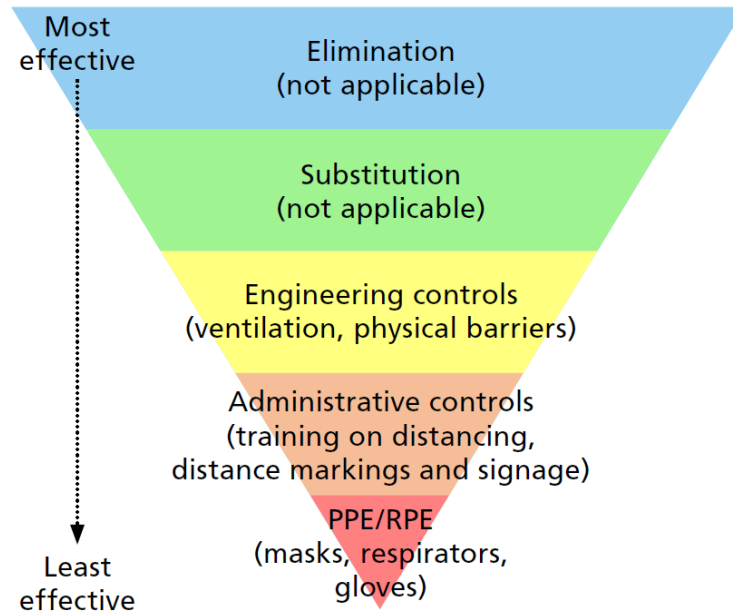 Most
effective
Elimination
(not applicable)
Substitution
(not applicable)
Engineering controls
(ventilation, physical barriers)
Administrative controls
(training on distancing,
distance markings and signage)
PPE/RPE
(masks, respirators,
gloves)
Least
effective